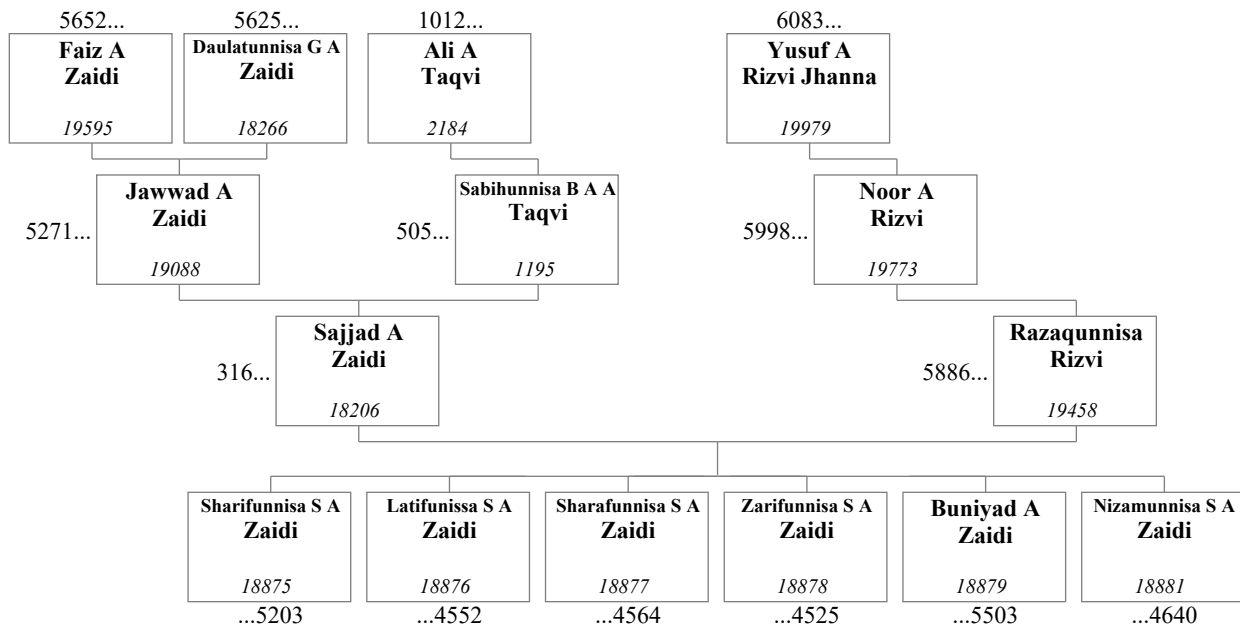 5652...
Faiz A
Zaidi
19595
5625...
Daulatunnisa G A
Zaidi
18266
1012...
Ali A
Taqvi
2184
6083...
Yusuf A
Rizvi Jhanna
19979
5271...
Jawwad A
Zaidi
19088
505...
Sabihunnisa B A A
Taqvi
1195
5998...
Noor A
Rizvi
19773
316...
Sajjad A
Zaidi
18206
5886...
Razaqunnisa
Rizvi
19458
Sharifunnisa S A
Zaidi
18875
...5203
Latifunissa S A
Zaidi
18876
...4552
Sharafunnisa S A
Zaidi
18877
...4564
Zarifunnisa S A
Zaidi
18878
...4525
Buniyad A
Zaidi
18879
...5503
Nizamunnisa S A
Zaidi
18881
...4640